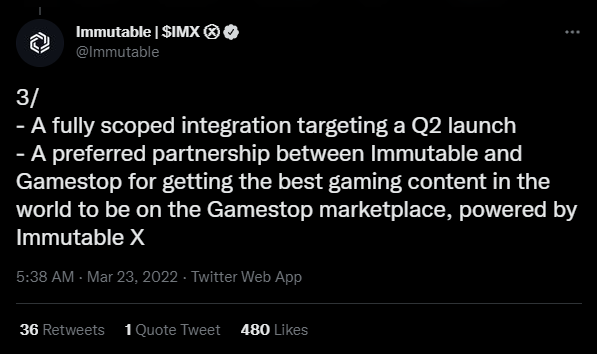 Immutable | $IMX
@Immutable
3/
- A fully scoped integration targeting a Q2 launch
- A preferred partnership between Immutable and
Gamestop for getting the best gaming content in the
world to be on the Gamestop marketplace, powered by
Immutable X
5:38 AM · Mar 23, 2022 · Twitter Web App
36 Retweets 1 Quote Tweet 480 Likes